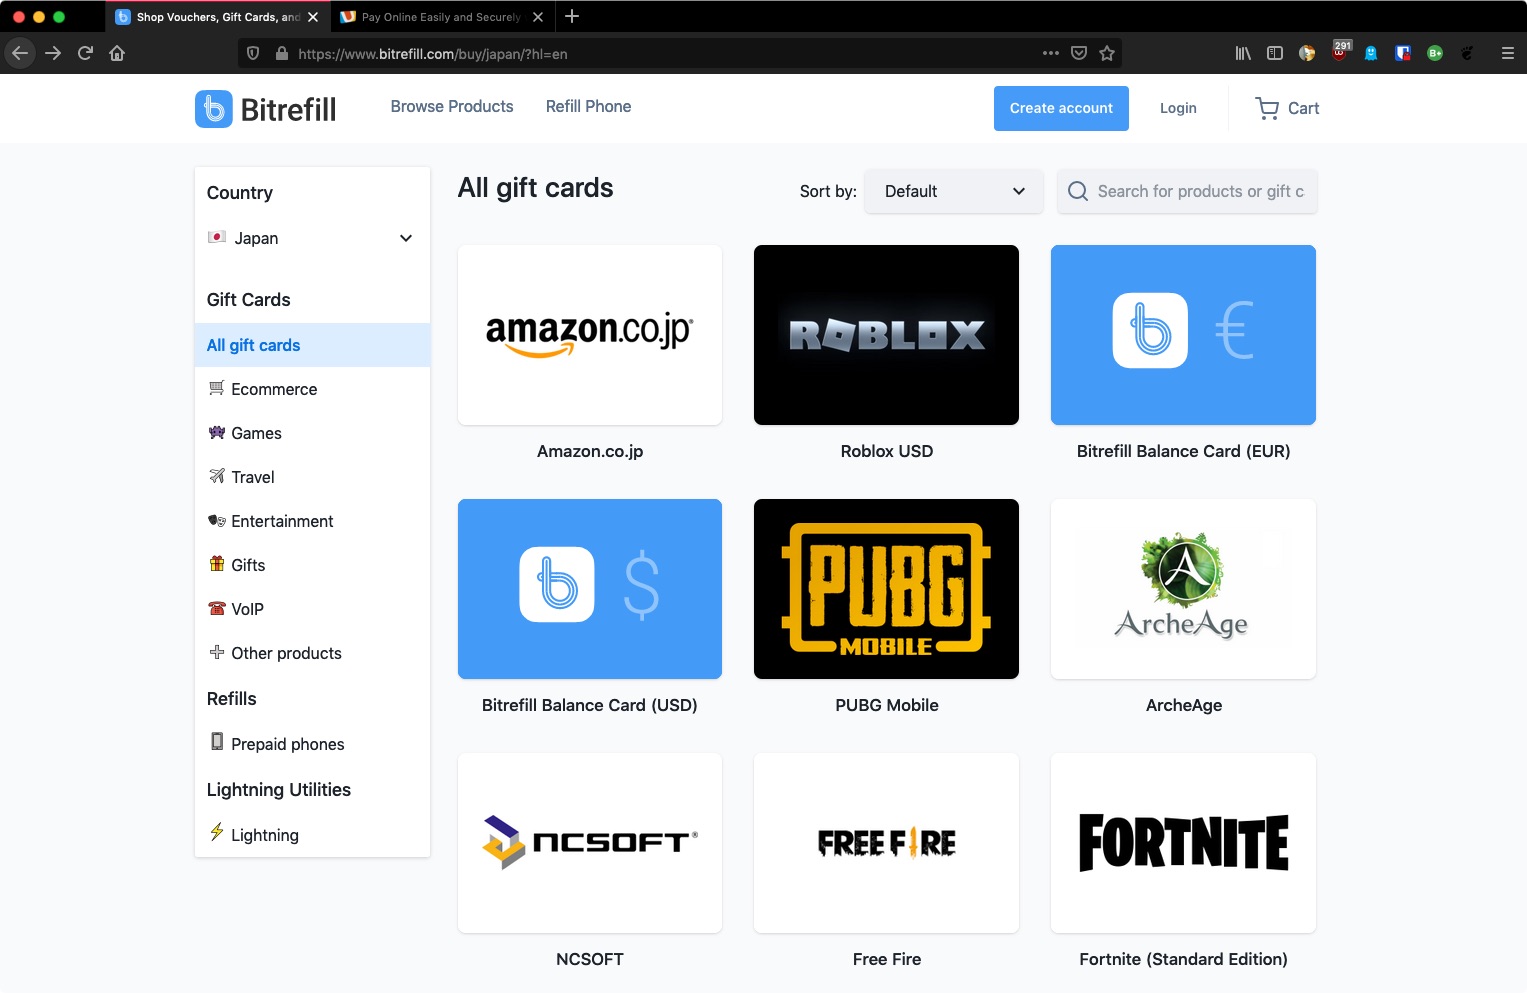 Shop Vouchers, Gift Cards, and
Pay Online Easily and Securely
https://www.bitrefill.com/buy/japan/?hl=en
291
B+
Bitrefill
Browse Products
Refill Phone
Create account
Login
Cart
Country
Japan
Gift Cards
All gift cards
Ecommerce
Games
Travel
Entertainment
Gifts
VoIP
Other products
Refills
Prepaid phones
Lightning Utilities
Lightning
All gift cards
Sort by:
Default
Search for products or gift c
amazon.co.jp®
ROBLOX
€
Amazon.co.jp
Roblox USD
Bitrefill Balance Card (EUR)
$
PUBG
MOBILE
A
ArcheAge
Bitrefill Balance Card (USD)
PUBG Mobile
ArcheAge
NCSOFT®
FREE FIRE
FORTNITE
NCSOFT
Free Fire
Fortnite (Standard Edition)